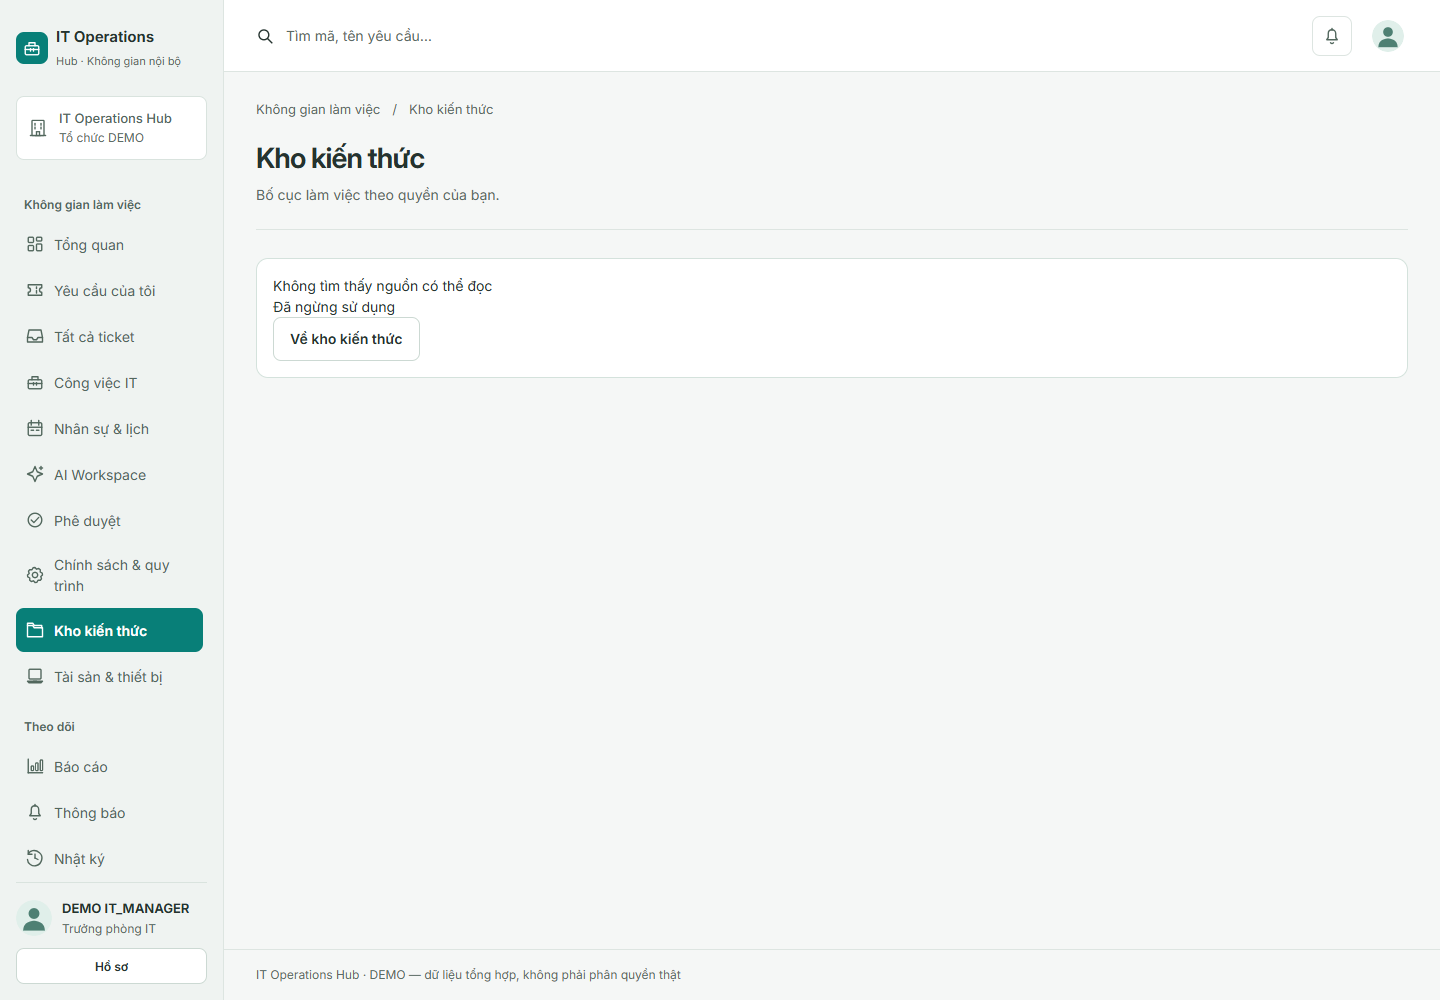 IT Operations
Hub · Không gian nội bộ
IT Operations Hub
Tổ chức DEMO
Không gian làm việc
Tổng quan
Yêu cầu của tôi
Tất cả ticket
Công việc IT
Nhân sự & lịch
AI Workspace
Phê duyệt
Chính sách & quy
trình
Kho kiến thức
Tài sản & thiết bị
Theo dõi
Báo cáo
Thông báo
Nhật ký
DEMO IT_MANAGER
Trưởng phòng IT
Hồ sơ
Tìm mã, tên yêu cầu...
Không gian làm việc / Kho kiến thức
Kho kiến thức
Bố cục làm việc theo quyền của bạn.
Không tìm thấy nguồn có thể đọc
Đã ngừng sử dụng
Về kho kiến thức
IT Operations Hub · DEMO — dữ liệu tổng hợp, không phải phân quyền thật